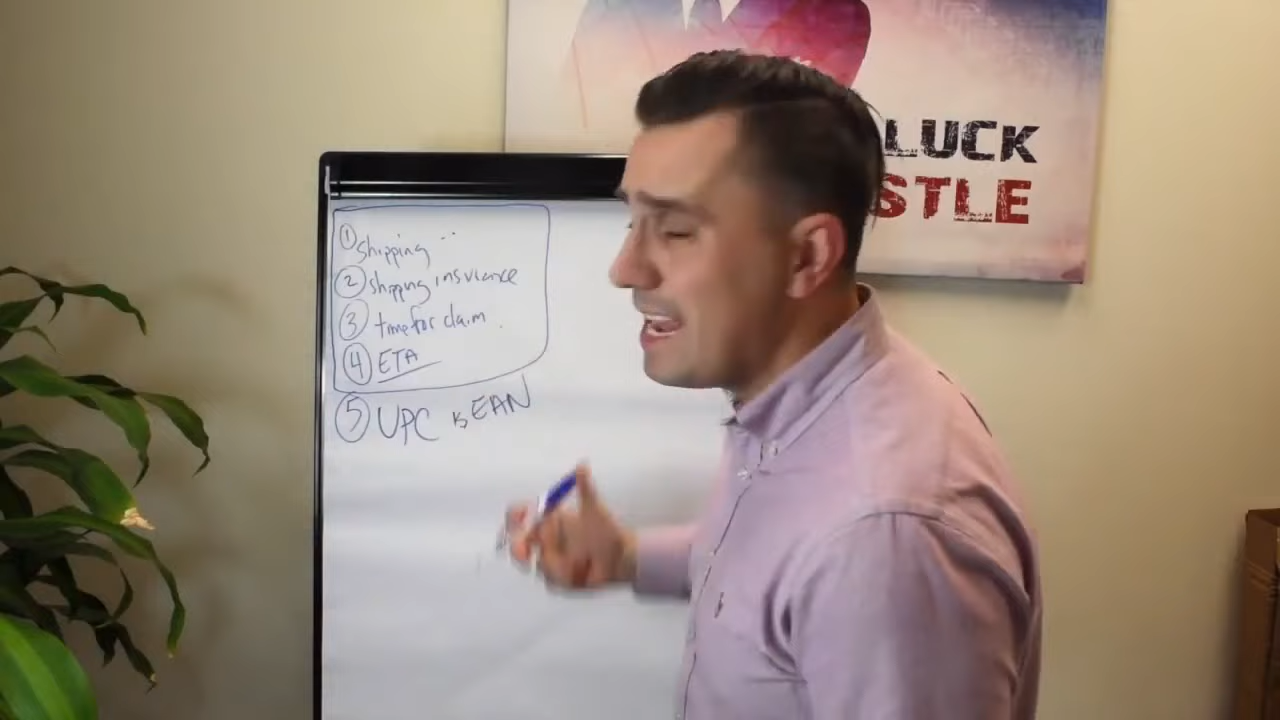 LUCK
STLE
① shipping
② shipping insurance
③ time for claim
④ ETA
⑤ UPC vs EAN